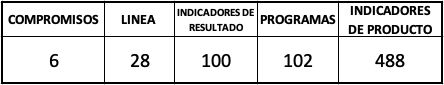 COMPROMISOS LINEA INDICADORES DE RESULTADO PROGRAMAS INDICADORES DE PRODUCTO
6 28 100 102 488